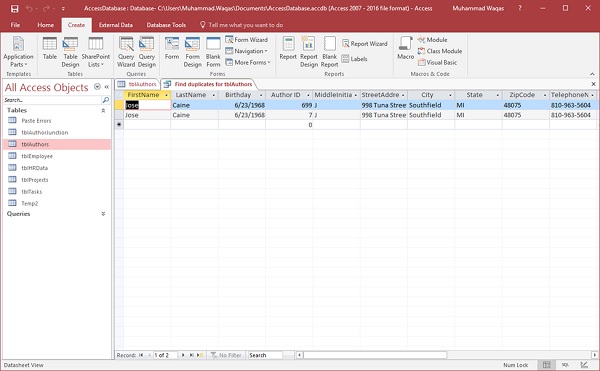 AccessDatabase : Database- C:\Users\Muhammad.Waqas\Documents\AccessDatabase.accdb (Access 2007 - 2016 file format) - Access
Muhammad Waqas
File Home Create External Data Database Tools Tell me what you want to do
Application Parts Table Table Design SharePoint Lists Query Wizard Query Design Form Form Design Blank Form Form Wizard Navigation More Forms Report Report Design Blank Report Report Wizard Labels Macro Module Class Module Visual Basic
Templates Tables Queries Forms Reports Macros & Code
All Access Objects
Search...
Tables
Paste Errors
tblAuthorJunction
tblAuthors
tblEmployee
tblHRData
tblProjects
tblTasks
Temp2
Queries
tblAuthors Find duplicates for tblAuthors
FirstName LastName Birthday Author ID MiddleInitia StreetAddre City State ZipCode TelephoneN
Jose Caine 6/23/1968 699 J 998 Tuna Stree Southfield MI 48075 810-963-5604
Jose Caine 6/23/1968 7 J 998 Tuna Stree Southfield MI 48075 810-963-5604
0
Record: 1 of 2 No Filter Search
Datasheet View Num Lock SQL